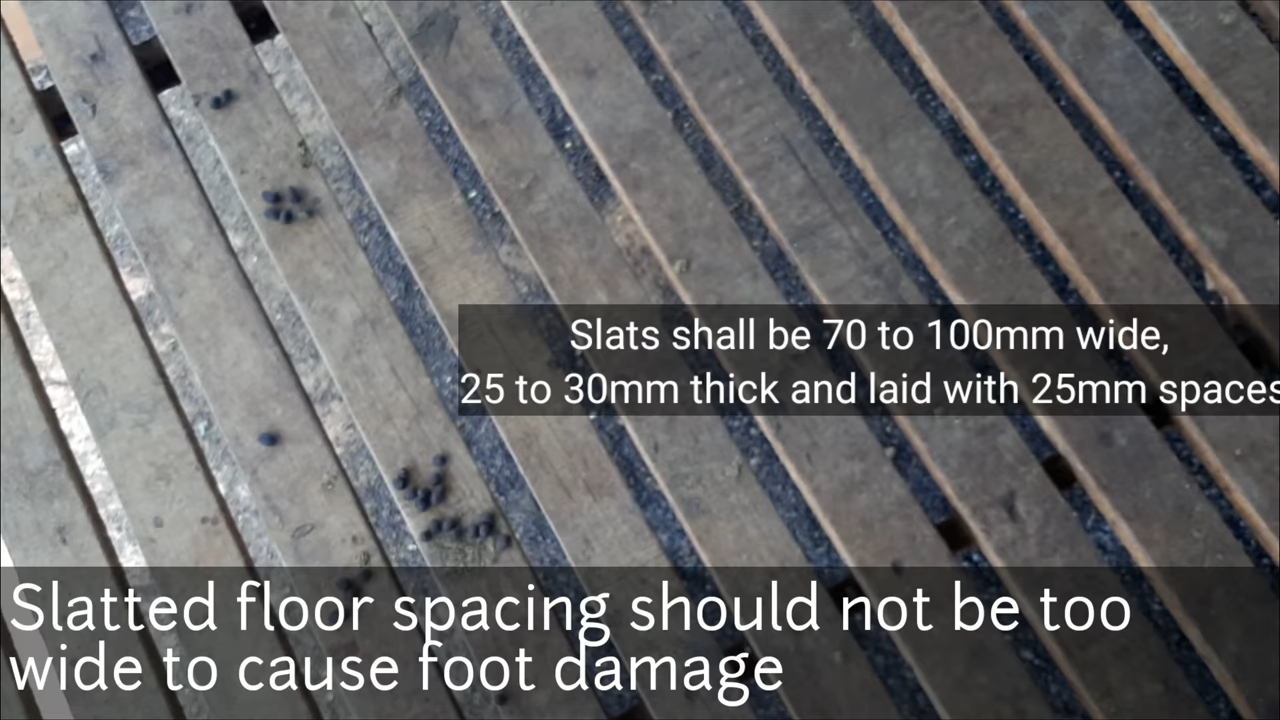 Slats shall be 70 to 100mm wide,
25 to 30mm thick and laid with 25mm spaces
Slatted floor spacing should not be too
wide to cause foot damage